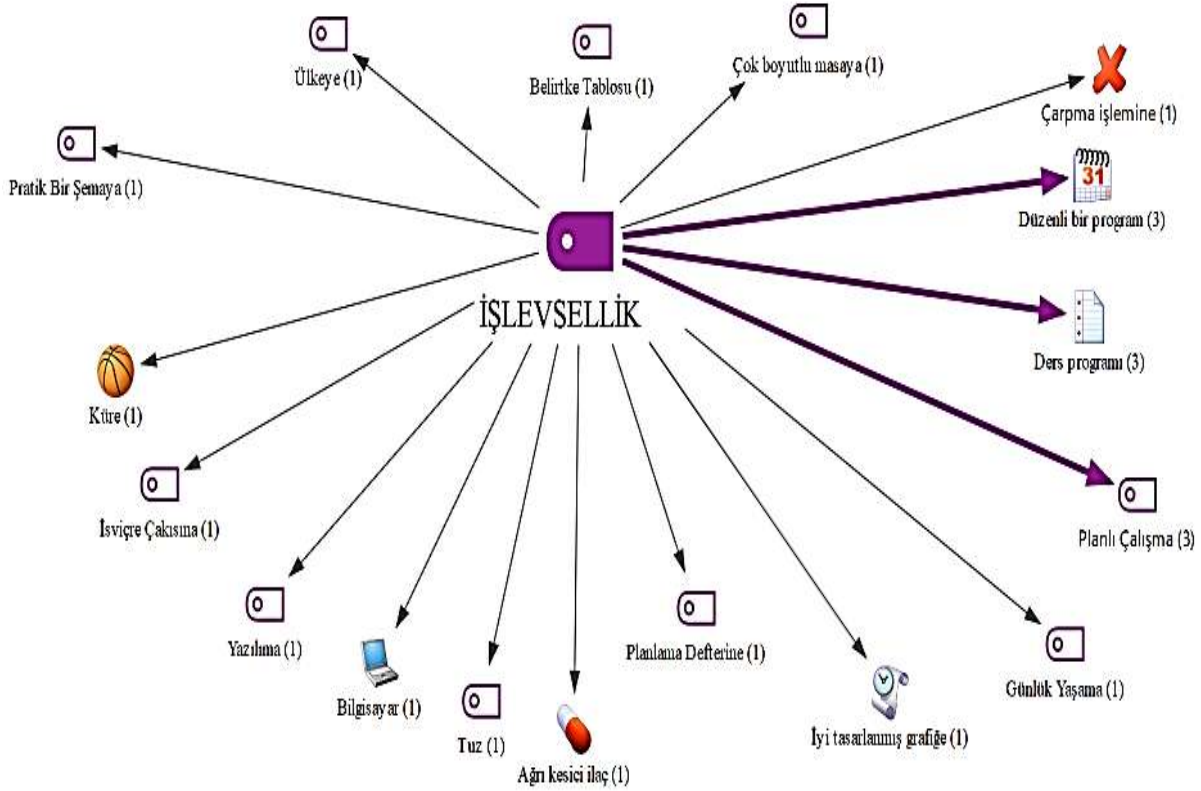 Ülkeye (1)
Belirtke Tablosu (1)
Çok boyutlu masaya (1)
Çarpma işlemine (1)
Pratik Bir Şemaya (1)
31
Düzenli bir program (3)
İŞLEVSELLİK
Ders programı (3)
Küre (1)
İsviçre Çakısına (1)
Planlı Çalışma (3)
Yazılıma (1)
Planlama Defterine (1)
Günlük Yaşama (1)
Bilgisayar (1)
Tuz (1)
İyi tasarlanmış grafiğe (1)
Ağrı kesici ilaç (1)